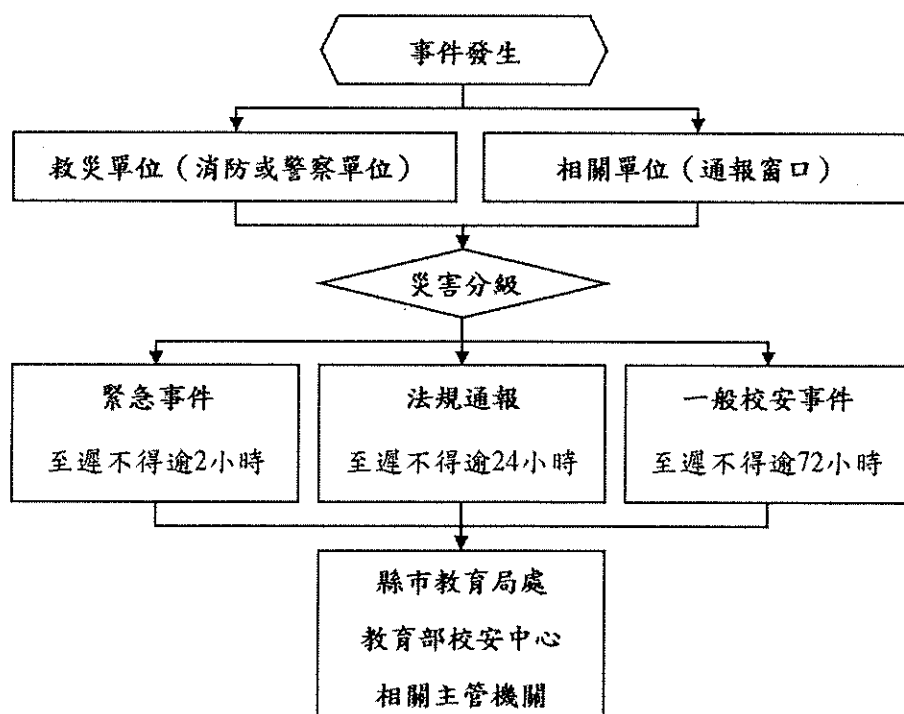 事件發生
救災單位（消防或警察單位）
相關單位（通報窗口）
災害分級
緊急事件
至遲不得逾2小時
法規通報
至遲不得逾24小時
一般校安事件
至遲不得逾72小時
縣市教育局處
教育部校安中心
相關主管機關